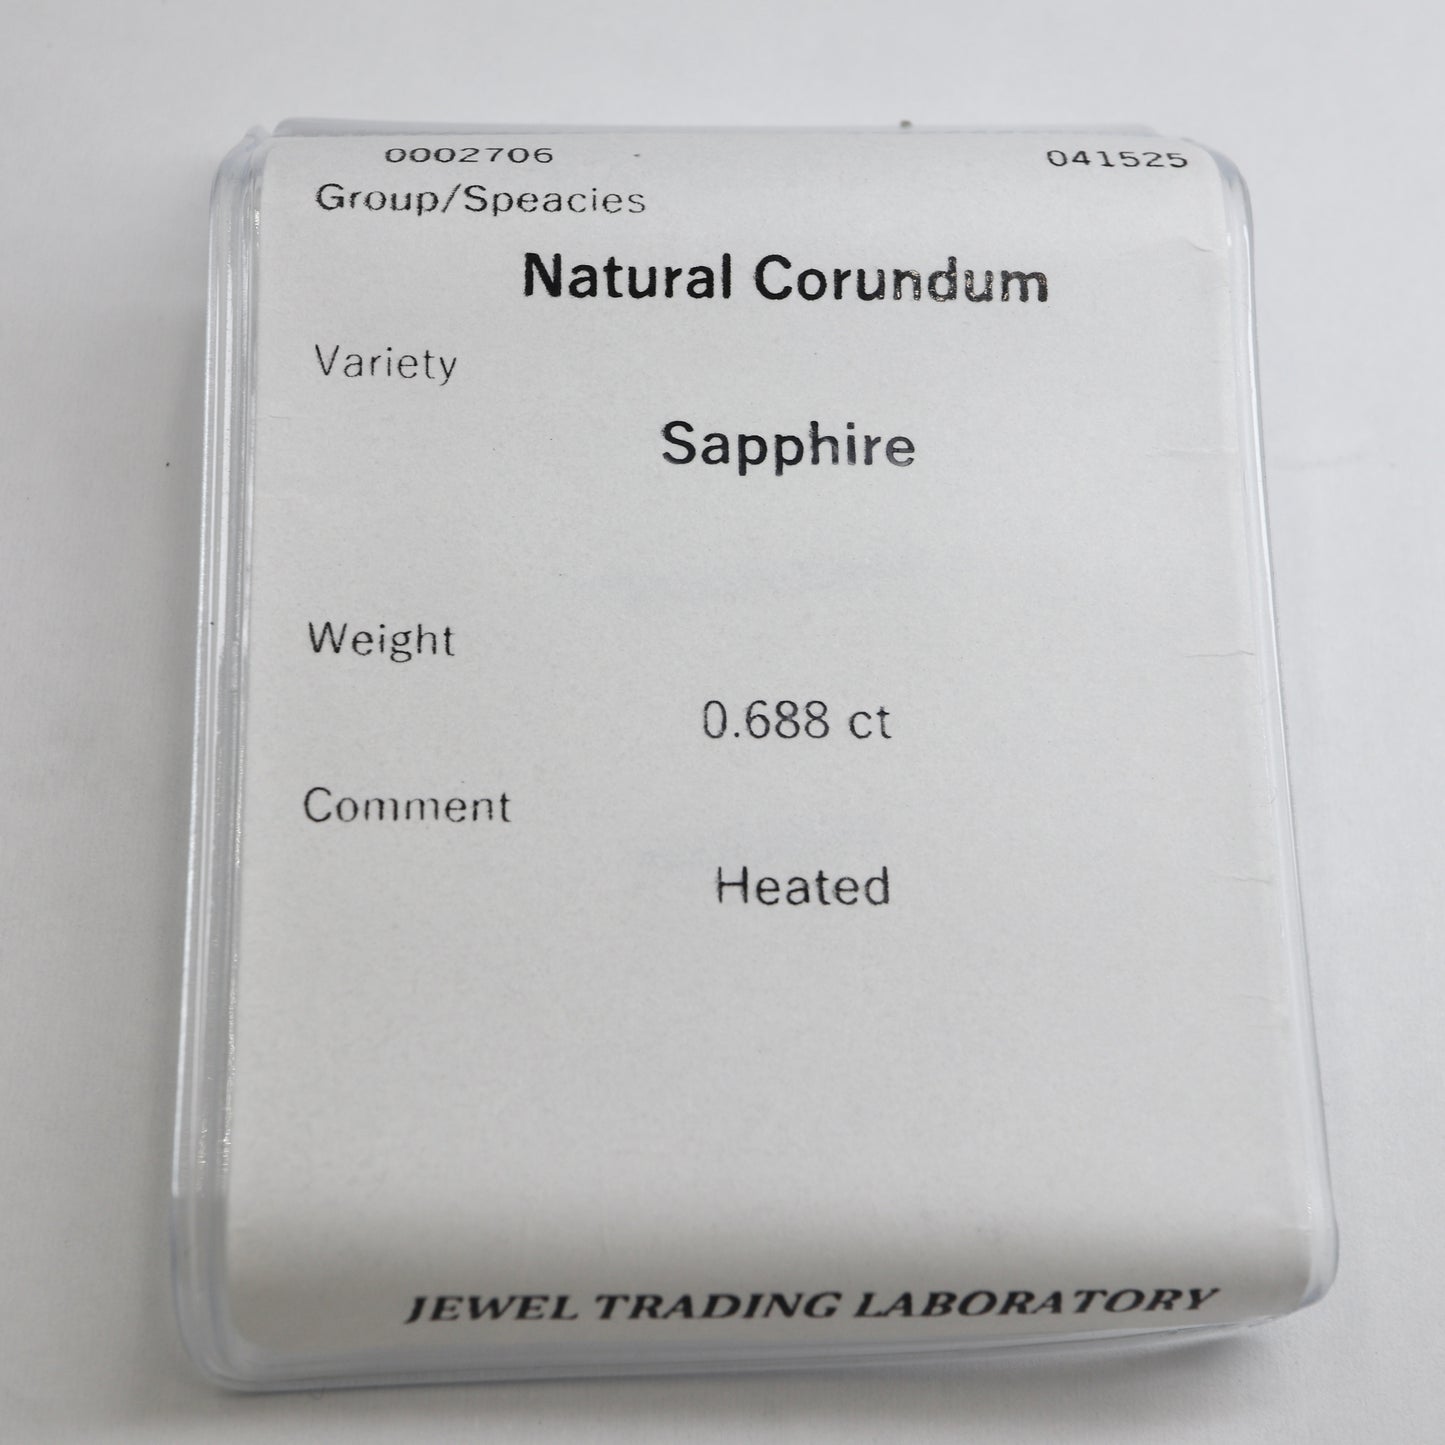 0002706 041525
Group/Speacies
Natural Corundum
Variety
Sapphire
Weight
0.688 ct
Comment
Heated
JEWEL TRADING LABORATORY